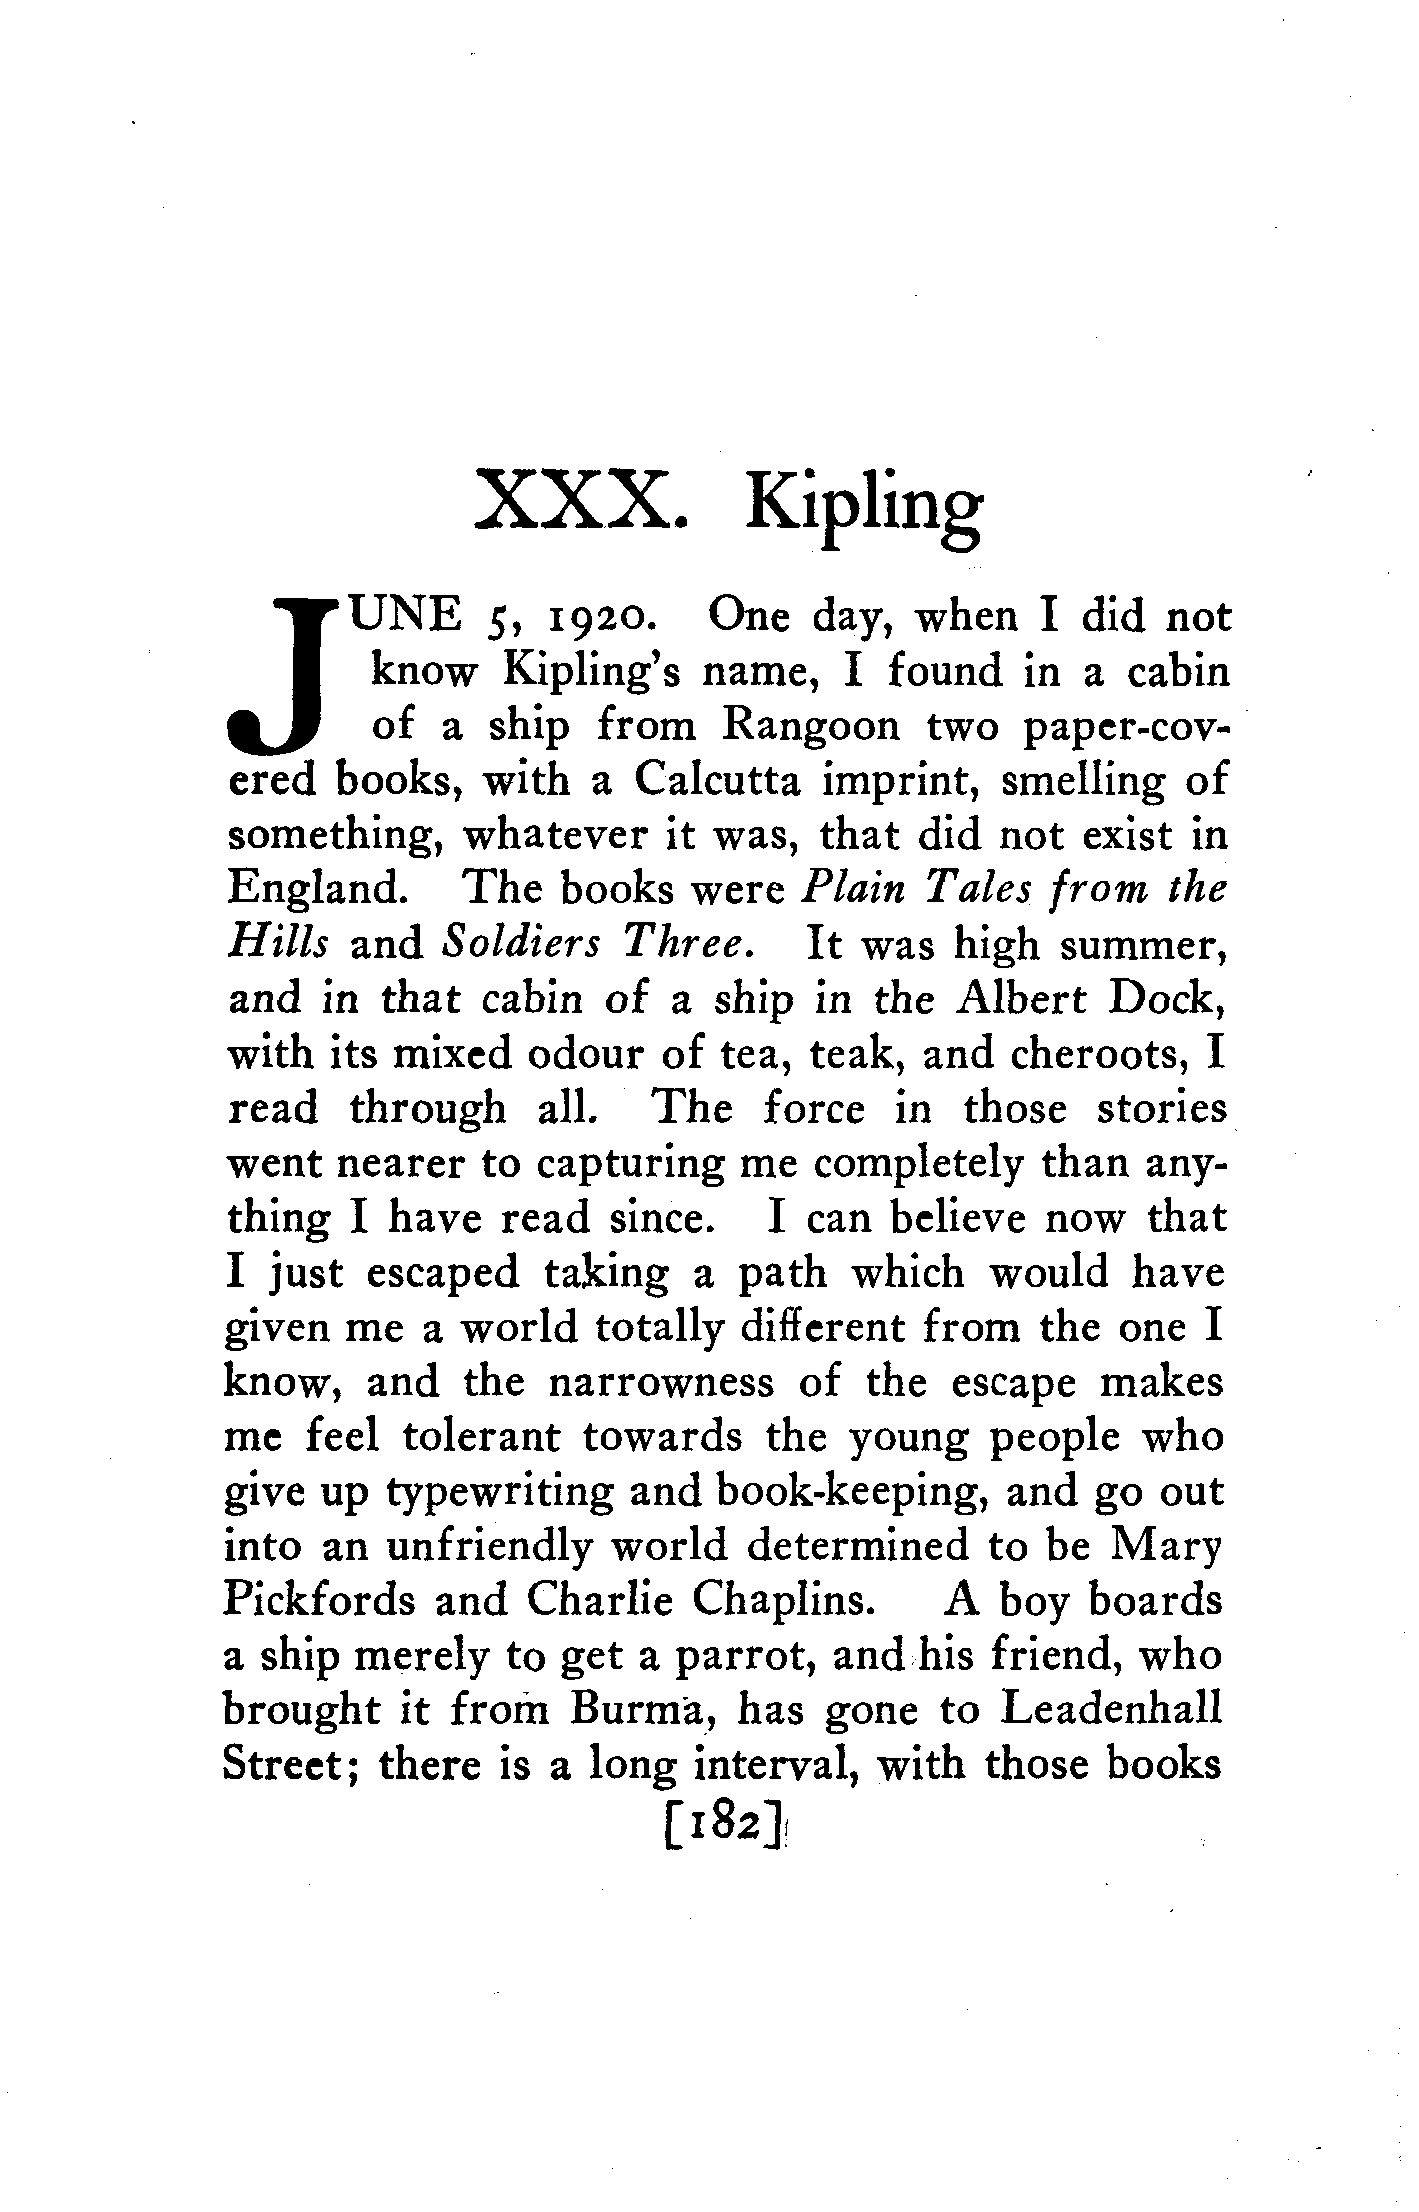 XXX. Kipling
JUNE 5, 1920. One day, when I did not
know Kipling's name, I found in a cabin
of a ship from Rangoon two paper-cov-
ered books, with a Calcutta imprint, smelling of
something, whatever it was, that did not exist in
England. The books were Plain Tales from the
Hills and Soldiers Three. It was high summer,
and in that cabin of a ship in the Albert Dock,
with its mixed odour of tea, teak, and cheroots, I
read through all. The force in those stories
went nearer to capturing me completely than any-
thing I have read since. I can believe now that
I just escaped taking a path which would have
given me a world totally different from the one I
know, and the narrowness of the escape makes
me feel tolerant towards the young people who
give up typewriting and book-keeping, and go out
into an unfriendly world determined to be Mary
Pickfords and Charlie Chaplins. A boy boards
a ship merely to get a parrot, and his friend, who
brought it from Burma, has gone to Leadenhall
Street; there is a long interval, with those books
[182]